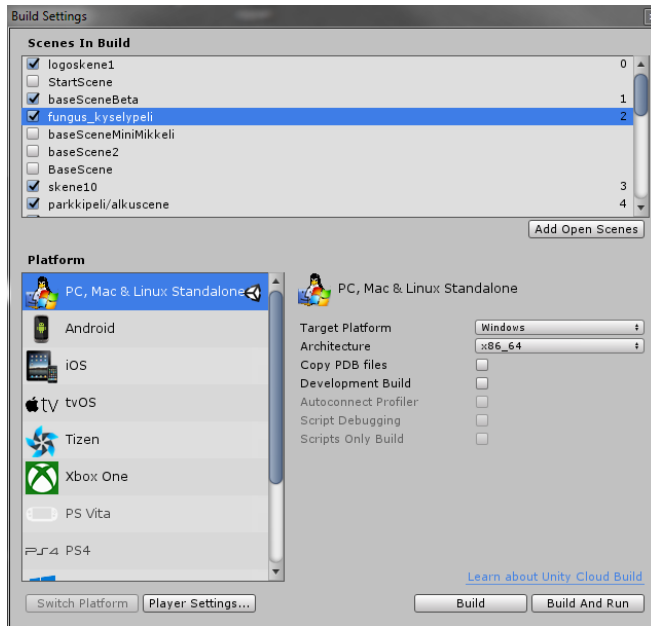 Build Settings
Scenes In Build
logoskene1 0
StartScene
baseSceneBeta 1
fungus_kyselypeli 2
baseSceneMiniMikkeli
baseScene2
BaseScene
skene10 3
parkkipeli/alkuscene 4
Add Open Scenes
Platform
PC, Mac & Linux Standalone
Android
iOS
tv tvOS
Tizen
Xbox One
PS Vita
PS4 PS4
PC, Mac & Linux Standalone
Target Platform Windows
Architecture x86_64
Copy PDB files
Development Build
Autoconnect Profiler
Script Debugging
Scripts Only Build
Learn about Unity Cloud Build
Switch Platform Player Settings... Build Build And Run